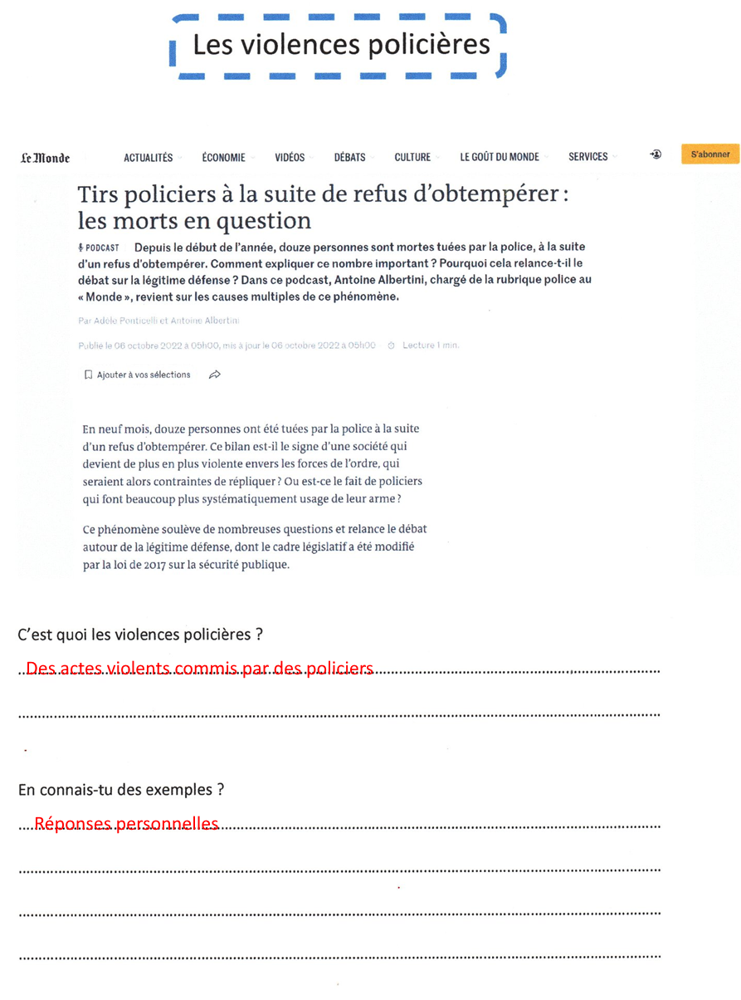 Les violences policières
Le Monde
ACTUALITÉS ÉCONOMIE VIDÉOS DÉBATS CULTURE LE GOÛT DU MONDE SERVICES S'abonner
Tirs policiers à la suite de refus d'obtempérer :
les morts en question
PODCAST Depuis le début de l'année, douze personnes sont mortes tuées par la police, à la suite
d'un refus d'obtempérer. Comment expliquer ce nombre important ? Pourquoi cela relance-t-il le
débat sur la légitime défense ? Dans ce podcast, Antoine Albertini, chargé de la rubrique police au
« Monde », revient sur les causes multiples de ce phénomène.
Par Adèle Ponticelli et Antoine Albertini
Publié le 06 octobre 2022 à 05h00, mis à jour le 06 octobre 2022 à 05h00 Lecture 1 min.
Ajouter à vos sélections
En neuf mois, douze personnes ont été tuées par la police à la suite
d'un refus d'obtempérer. Ce bilan est-il le signe d'une société qui
devient de plus en plus violente envers les forces de l'ordre, qui
seraient alors contraintes de répliquer ? Ou est-ce le fait de policiers
qui font beaucoup plus systématiquement usage de leur arme ?
Ce phénomène soulève de nombreuses questions et relance le débat
autour de la légitime défense, dont le cadre législatif a été modifié
par la loi de 2017 sur la sécurité publique.
C'est quoi les violences policières ?
Des actes violents commis par des policiers
En connais-tu des exemples ?
Réponses personnelles